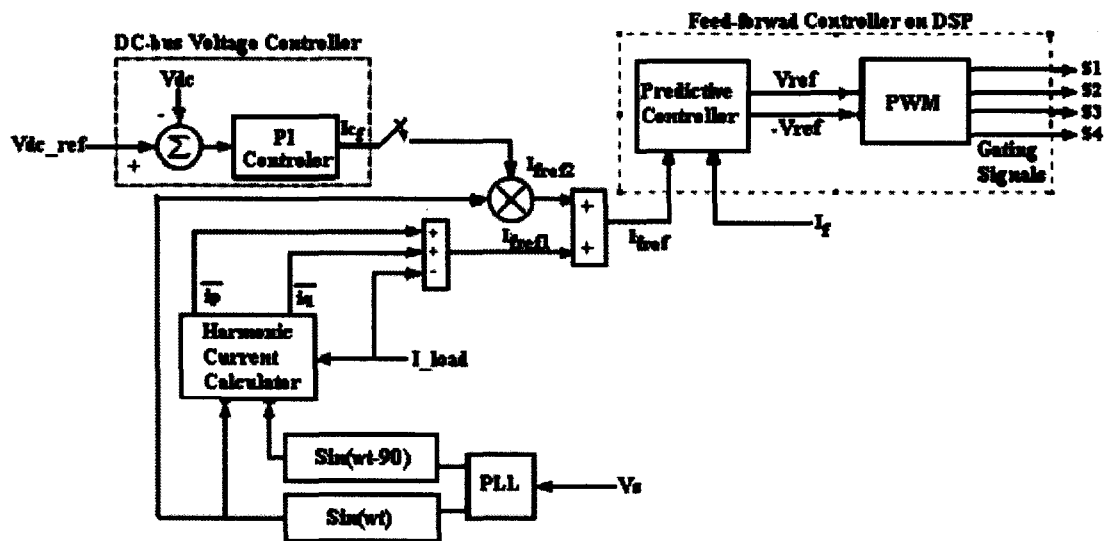 Feed-forwad Controller on DSP
DC-bus Voltage Controller
Vdc
-
Vdc_ref
+
Σ
PI
Controler
Icf
Ifref2
Predictive
Controller
Vref
-Vref
PWM
S1
S2
S3
S4
Gating
Signals
+
+
+
+
-
Ifref1
Ifref
If
ip
iq
Harmonic
Current
Calculator
I_load
Sin(wt-90)
Sin(wt)
PLL
Vs